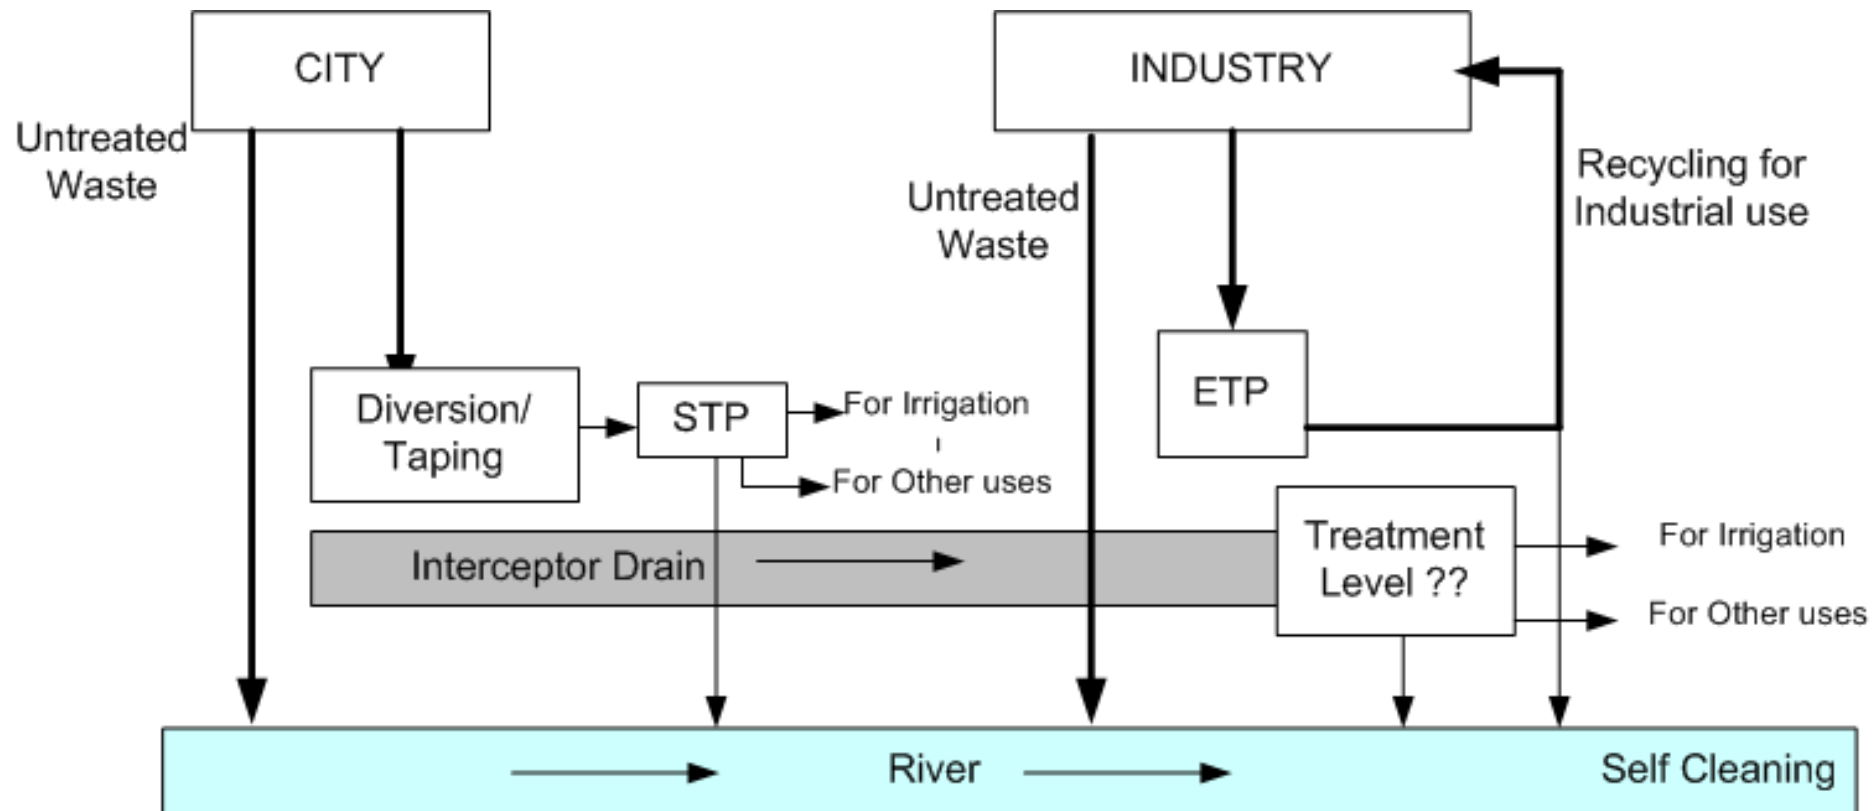 CITY
INDUSTRY
Untreated
Waste
Untreated
Waste
Recycling for
Industrial use
Diversion/
Taping
STP
For Irrigation
For Other uses
ETP
Interceptor Drain
Treatment
Level ??
For Irrigation
For Other uses
River
Self Cleaning